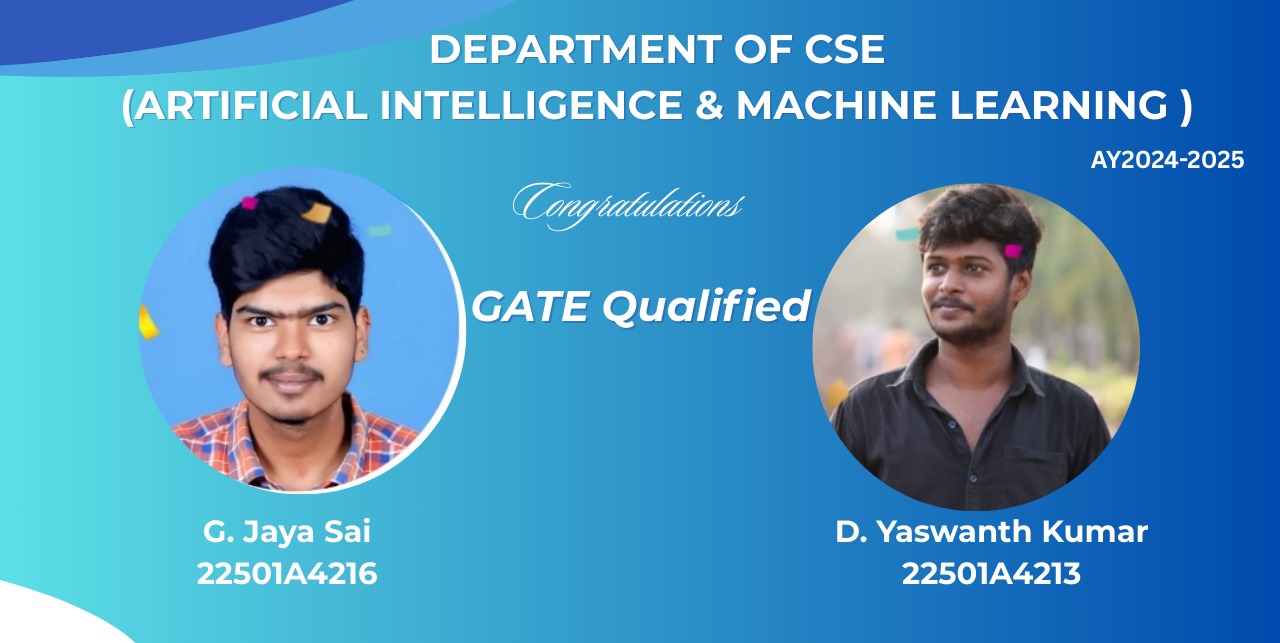 DEPARTMENT OF CSE
(ARTIFICIAL INTELLIGENCE & MACHINE LEARNING )
AY2024-2025
Congratulations
GATE Qualified
G. Jaya Sai
22501A4216
D. Yaswanth Kumar
22501A4213